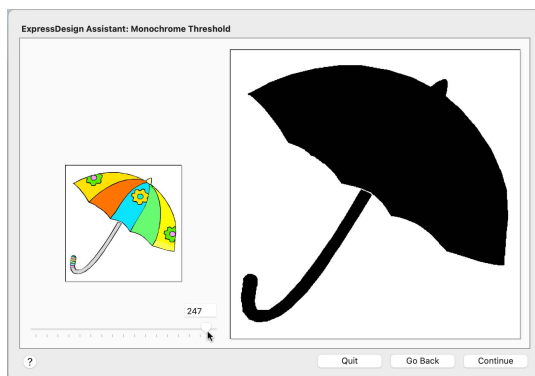 ExpressDesign Assistant: Monochrome Threshold
247
?
Quit
Go Back
Continue